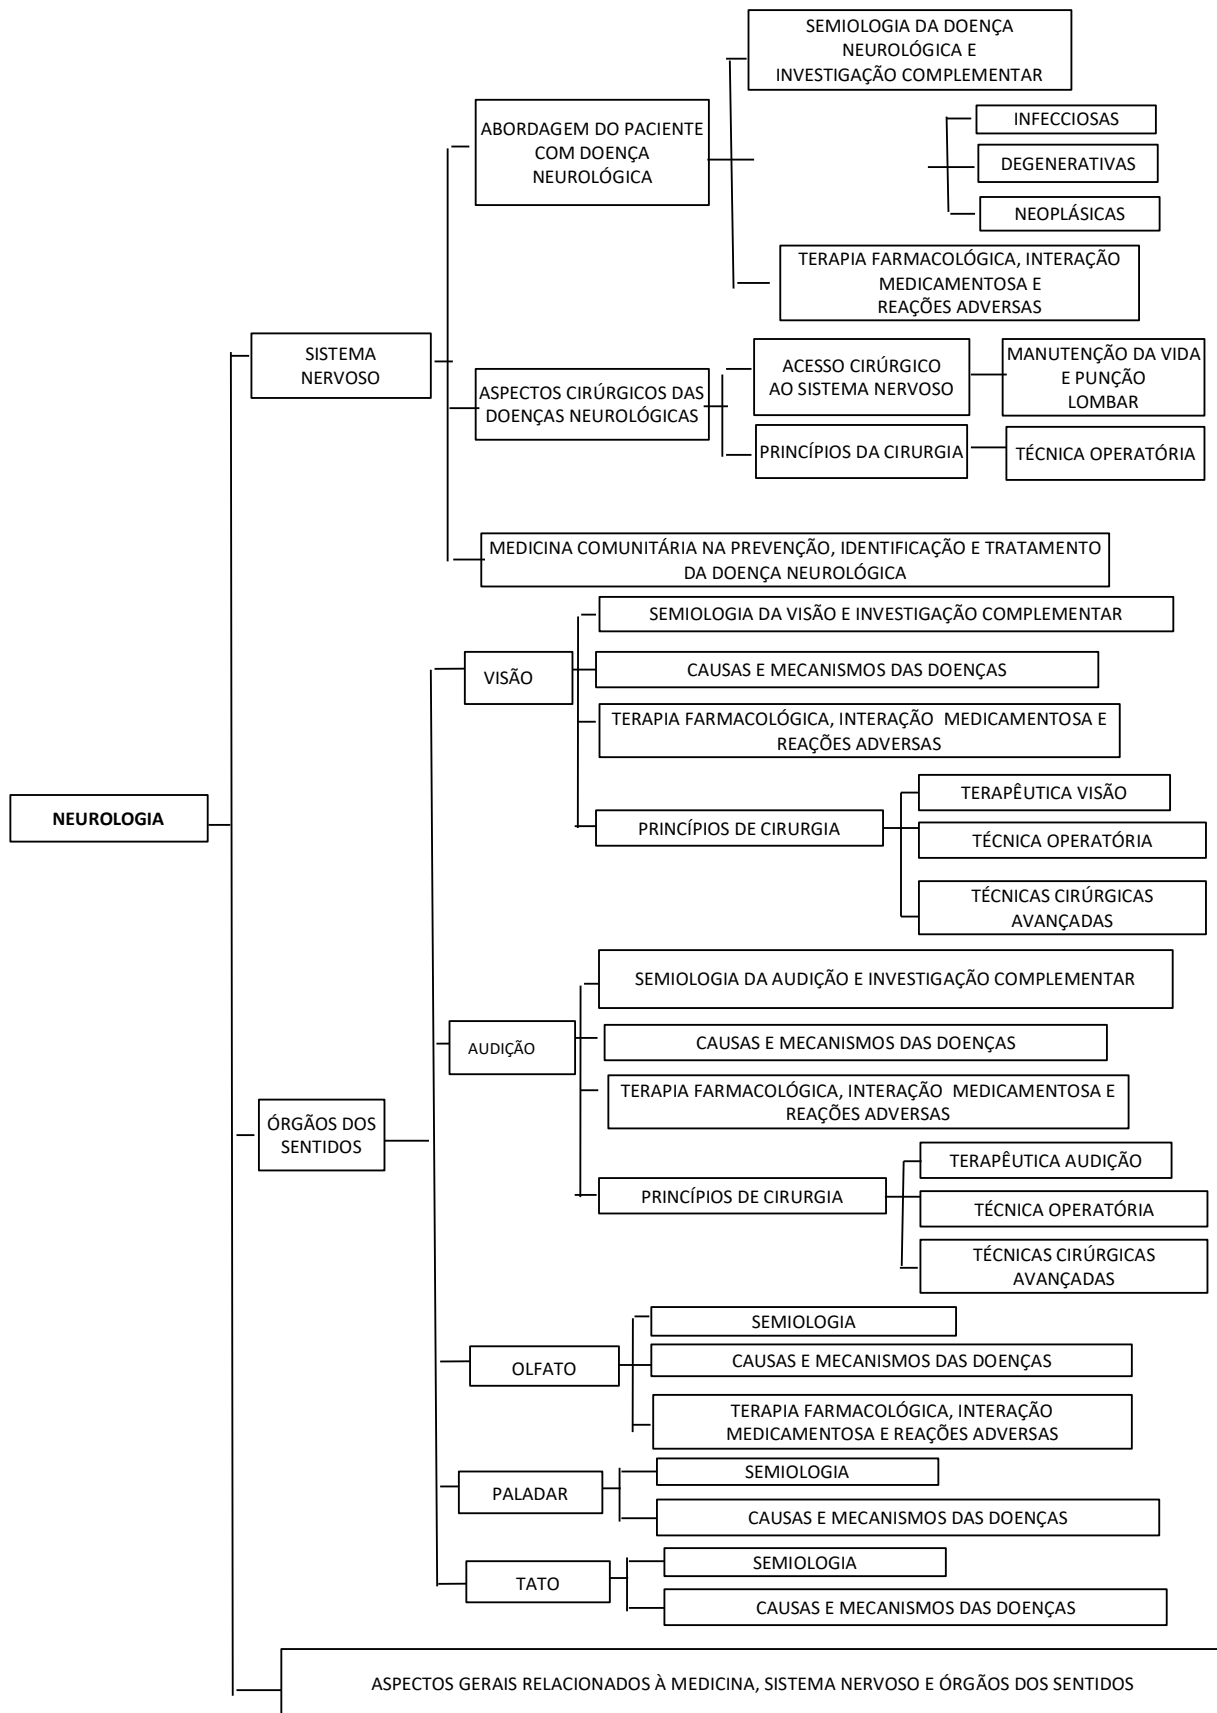 SEMIOLOGIA DA DOENÇA
NEUROLÓGICA E
INVESTIGAÇÃO COMPLEMENTAR
ABORDAGEM DO PACIENTE
COM DOENÇA
NEUROLÓGICA
INFECCIOSAS
DEGENERATIVAS
NEOPLÁSICAS
TERAPIA FARMACOLÓGICA, INTERAÇÃO
MEDICAMENTOSA E
REAÇÕES ADVERSAS
SISTEMA
NERVOSO
ASPECTOS CIRÚRGICOS DAS
DOENÇAS NEUROLÓGICAS
ACESSO CIRÚRGICO
AO SISTEMA NERVOSO
MANUTENÇÃO DA VIDA
E PUNÇÃO
LOMBAR
PRINCÍPIOS DA CIRURGIA
TÉCNICA OPERATÓRIA
MEDICINA COMUNITÁRIA NA PREVENÇÃO, IDENTIFICAÇÃO E TRATAMENTO
DA DOENÇA NEUROLÓGICA
SEMIOLOGIA DA VISÃO E INVESTIGAÇÃO COMPLEMENTAR
VISÃO
CAUSAS E MECANISMOS DAS DOENÇAS
TERAPIA FARMACOLÓGICA, INTERAÇÃO MEDICAMENTOSA E
REAÇÕES ADVERSAS
NEUROLOGIA
PRINCÍPIOS DE CIRURGIA
TERAPÊUTICA VISÃO
TÉCNICA OPERATÓRIA
TÉCNICAS CIRÚRGICAS
AVANÇADAS
SEMIOLOGIA DA AUDIÇÃO E INVESTIGAÇÃO COMPLEMENTAR
AUDIÇÃO
CAUSAS E MECANISMOS DAS DOENÇAS
TERAPIA FARMACOLÓGICA, INTERAÇÃO MEDICAMENTOSA E
REAÇÕES ADVERSAS
ÓRGÃOS DOS
SENTIDOS
PRINCÍPIOS DE CIRURGIA
TERAPÊUTICA AUDIÇÃO
TÉCNICA OPERATÓRIA
TÉCNICAS CIRÚRGICAS
AVANÇADAS
SEMIOLOGIA
OLFATO
CAUSAS E MECANISMOS DAS DOENÇAS
TERAPIA FARMACOLÓGICA, INTERAÇÃO
MEDICAMENTOSA E REAÇÕES ADVERSAS
SEMIOLOGIA
PALADAR
CAUSAS E MECANISMOS DAS DOENÇAS
SEMIOLOGIA
TATO
CAUSAS E MECANISMOS DAS DOENÇAS
ASPECTOS GERAIS RELACIONADOS À MEDICINA, SISTEMA NERVOSO E ÓRGÃOS DOS SENTIDOS